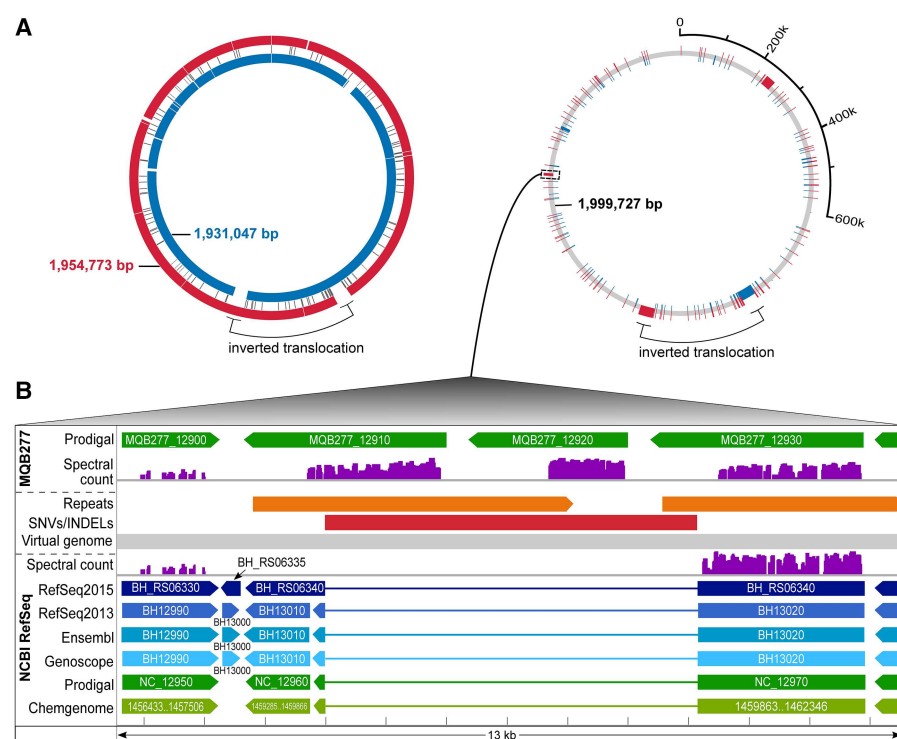 A
0
200k
400k
600k
1,999,727 bp
1,931,047 bp
1,954,773 bp
inverted translocation
inverted translocation
B
MQB277
Prodigal
MQB277_12900
MQB277_12910
MQB277_12920
MQB277_12930
Spectral
count
Repeats
SNVs/INDELs
Virtual genome
NCBI RefSeq
Spectral count
BH_RS06335
RefSeq2015
BH_RS06330
BH_RS06340
BH_RS06340
RefSeq2013
BH12990
BH13010
BH13020
BH13000
Ensembl
BH12990
BH13010
BH13020
BH13000
Genoscope
BH12990
BH13010
BH13020
BH13000
Prodigal
NC_12950
NC_12960
NC_12970
Chemgenome
1456433..1457506
1459285..1459866
1459863..1462346
13 kb